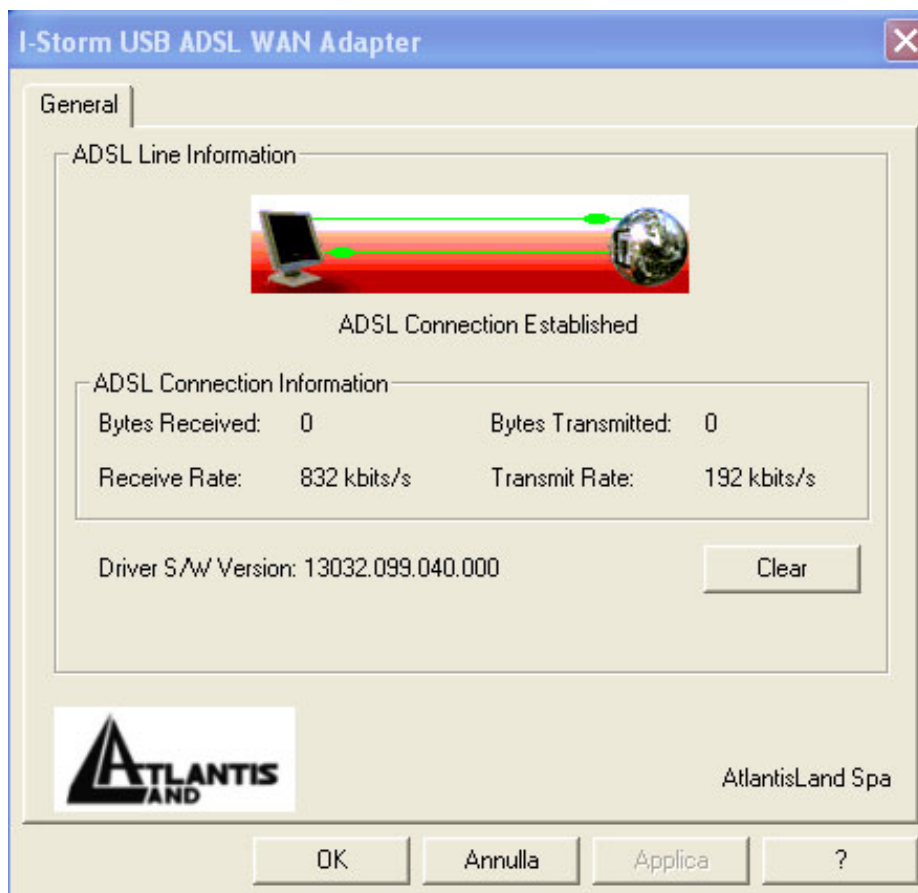 I-Storm USB ADSL WAN Adapter
General
ADSL Line Information
ADSL Connection Established
ADSL Connection Information
Bytes Received: 0 Bytes Transmitted: 0
Receive Rate: 832 kbits/s Transmit Rate: 192 kbits/s
Driver S/W Version: 13032.099.040.000 Clear
ATLANTIS
LAND
AtlantisLand Spa
OK Annulla Applica ?